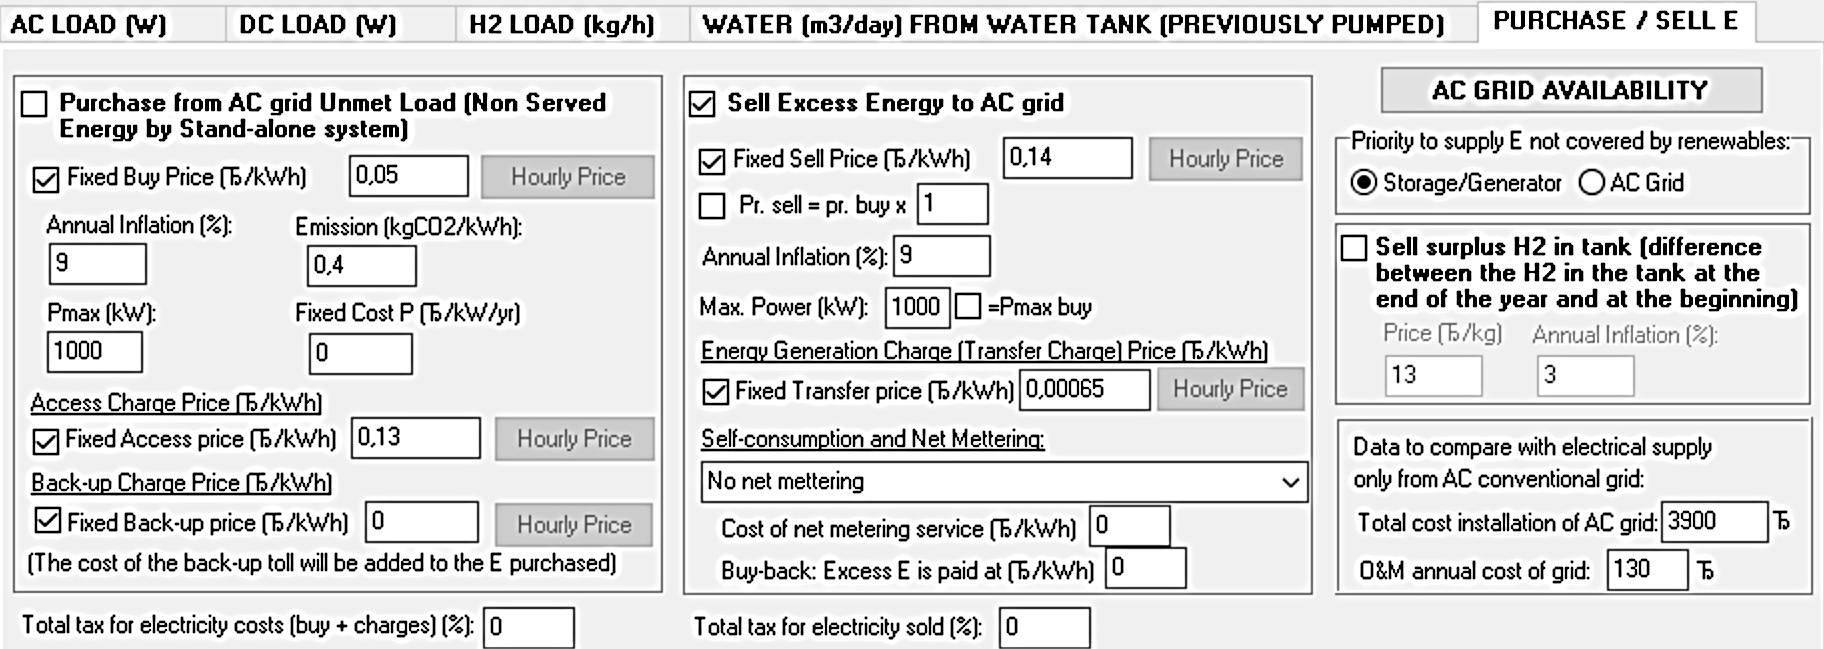 AC LOAD (W)
DC LOAD (W)
H2 LOAD (kg/h)
WATER (m3/day) FROM WATER TANK (PREVIOUSLY PUMPED)
PURCHASE / SELL E
Purchase from AC grid Unmet Load (Non Served
Energy by Stand-alone system)
Fixed Buy Price (Ђ/kWh)
0,05
Hourly Price
Annual Inflation (%):
Emission (kgCO2/kWh):
9
0,4
Pmax (kW):
Fixed Cost P (Ђ/kW/yr)
1000
0
Access Charge Price (Ђ/kWh)
Fixed Access price (Ђ/kWh)
0,13
Hourly Price
Back-up Charge Price (Ђ/kWh)
Fixed Back-up price (Ђ/kWh)
0
Hourly Price
(The cost of the back-up toll will be added to the E purchased)
Total tax for electricity costs (buy + charges) (%):
0
Sell Excess Energy to AC grid
Fixed Sell Price (Ђ/kWh)
0,14
Hourly Price
Pr. sell = pr. buy x
1
Annual Inflation (%):
9
Max. Power (kW):
1000
=Pmax buy
Energy Generation Charge (Transfer Charge) Price (Ђ/kWh)
Fixed Transfer price (Ђ/kWh)
0,00065
Hourly Price
Self-consumption and Net Mettering:
No net mettering
Cost of net metering service (Ђ/kWh)
0
Buy-back: Excess E is paid at (Ђ/kWh)
0
Total tax for electricity sold (%):
0
AC GRID AVAILABILITY
Priority to supply E not covered by renewables:
Storage/Generator
AC Grid
Sell surplus H2 in tank (difference
between the H2 in the tank at the
end of the year and at the beginning)
Price (Ђ/kg)
Annual Inflation (%):
13
3
Data to compare with electrical supply
only from AC conventional grid:
Total cost installation of AC grid:
3900
Ђ
O&M annual cost of grid:
130
Ђ